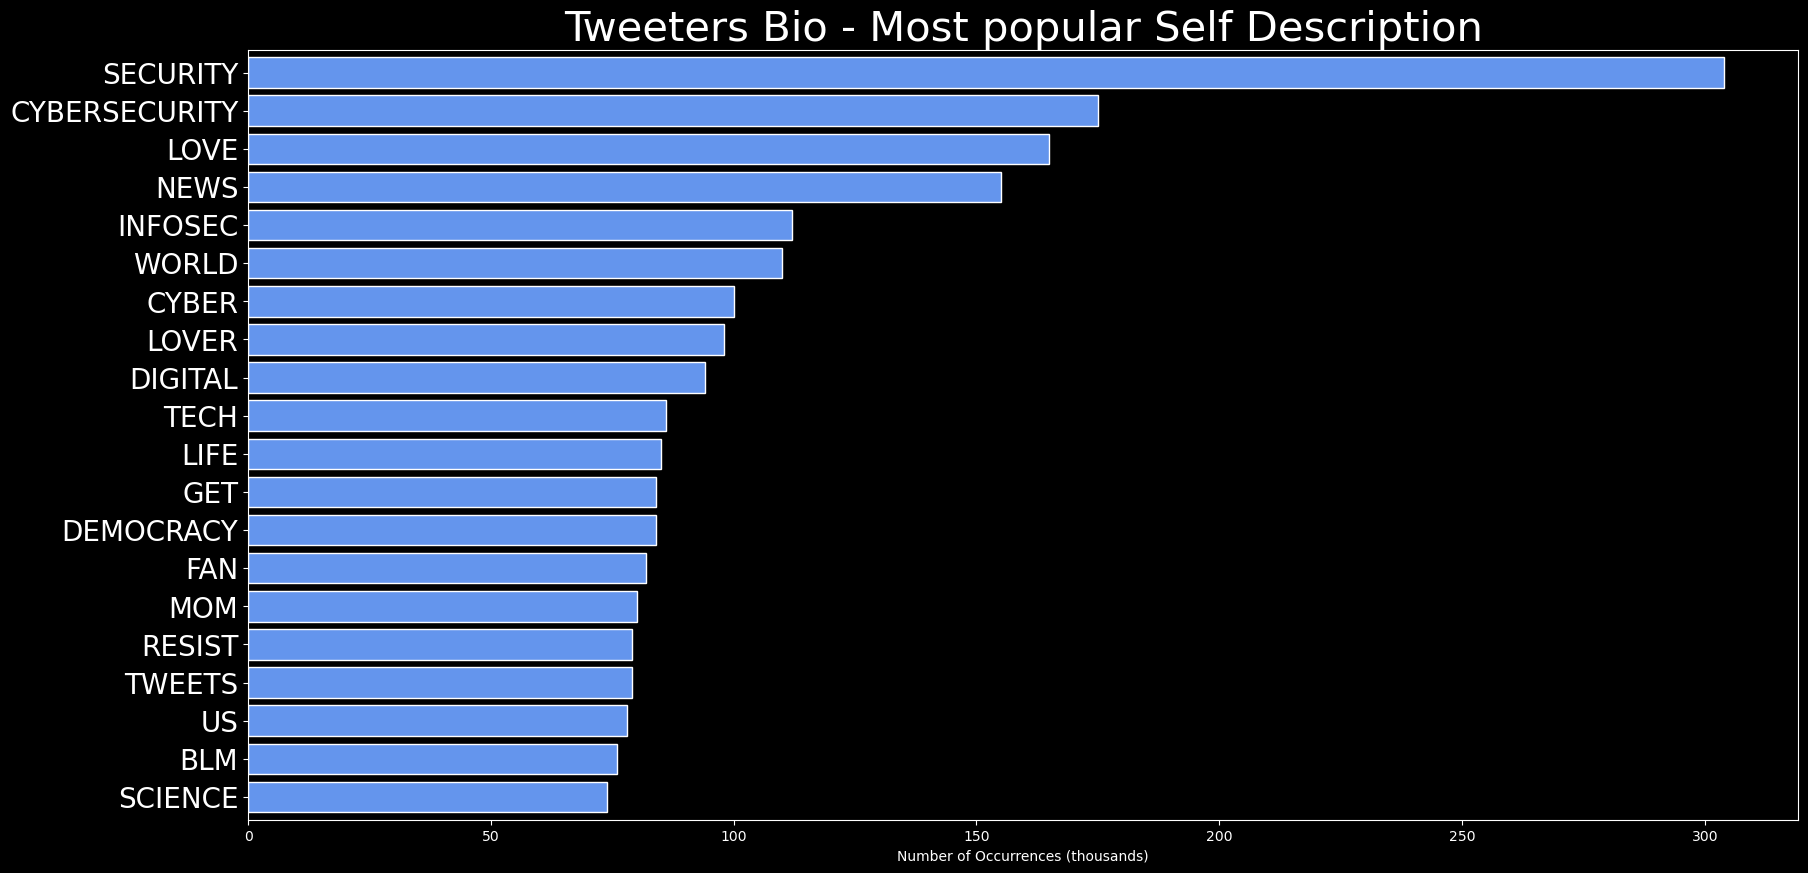 Tweeters Bio - Most popular Self Description
SECURITY
CYBERSECURITY
LOVE
NEWS
INFOSEC
WORLD
CYBER
LOVER
DIGITAL
TECH
LIFE
GET
DEMOCRACY
FAN
MOM
RESIST
TWEETS
US
BLM
SCIENCE
0 50 100 150 200 250 300
Number of Occurrences (thousands)